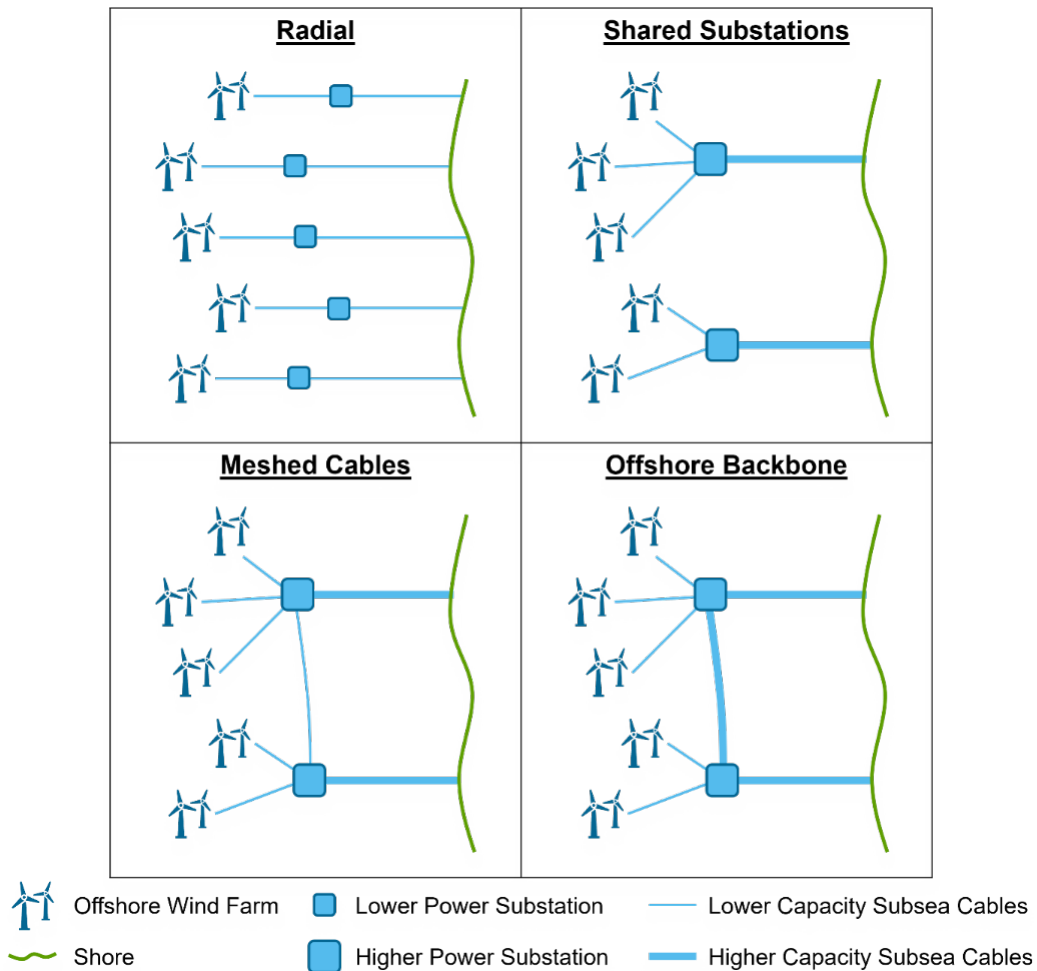 Radial
Shared Substations
Meshed Cables
Offshore Backbone
Offshore Wind Farm
Lower Power Substation
Lower Capacity Subsea Cables
Shore
Higher Power Substation
Higher Capacity Subsea Cables